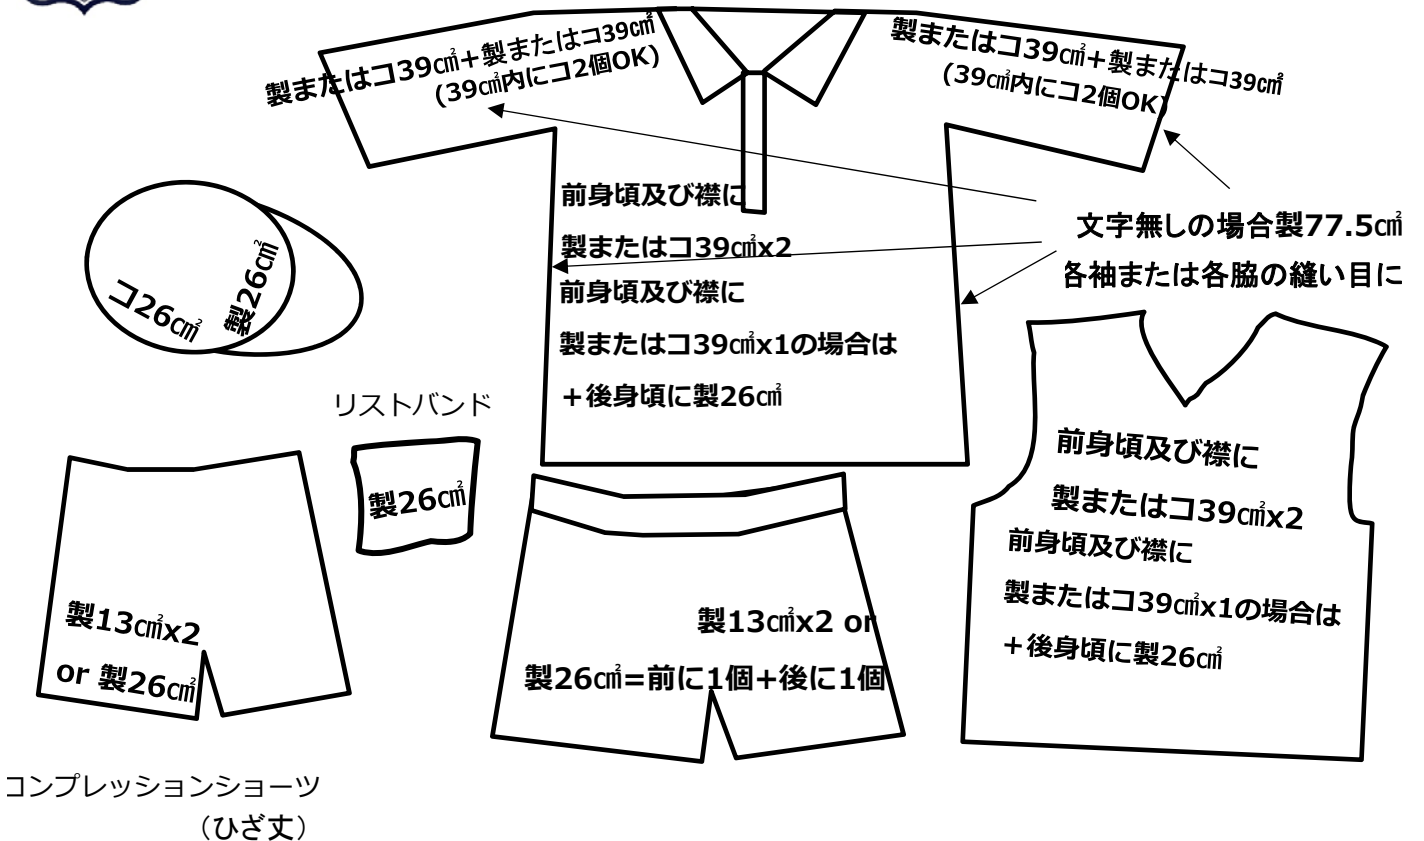 製またはコ39㎠+製またはコ39㎠
(39㎠内にコ2個OK)
製またはコ39㎠+製またはコ39㎠
(39㎠内にコ2個OK)
前身頃及び襟に
製またはコ39㎠x2
前身頃及び襟に
製またはコ39㎠x1の場合は
＋後身頃に製26㎠
文字無しの場合製77.5㎠
各袖または各脇の縫い目に
コ26㎠
製26㎠
リストバンド
製26㎠
製13㎠x2
or 製26㎠
コンプレッションショーツ
（ひざ丈）
製13㎠x2 or
製26㎠=前に1個+後に1個
前身頃及び襟に
製またはコ39㎠x2
前身頃及び襟に
製またはコ39㎠x1の場合は
＋後身頃に製26㎠